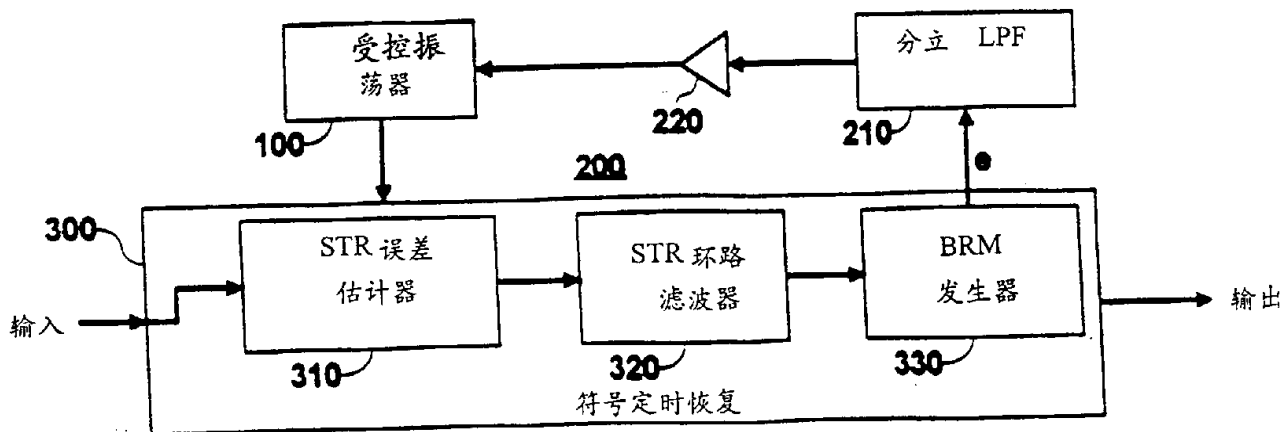 受控振
荡器
100
220
分立 LPF
210
e
200
300
STR 误差
估计器
310
STR 环路
滤波器
320
BRM
发生器
330
输入
输出
符号定时恢复